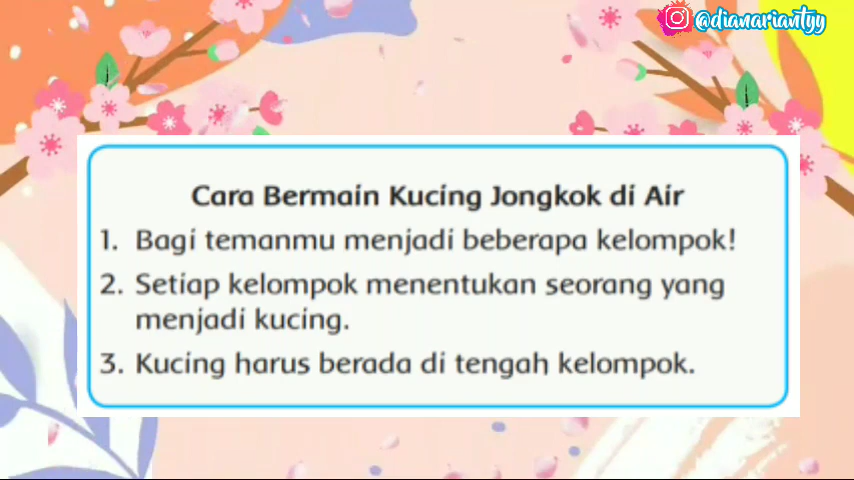 @dianariantyy
Cara Bermain Kucing Jongkok di Air
1. Bagi temanmu menjadi beberapa kelompok!
2. Setiap kelompok menentukan seorang yang
menjadi kucing.
3. Kucing harus berada di tengah kelompok.